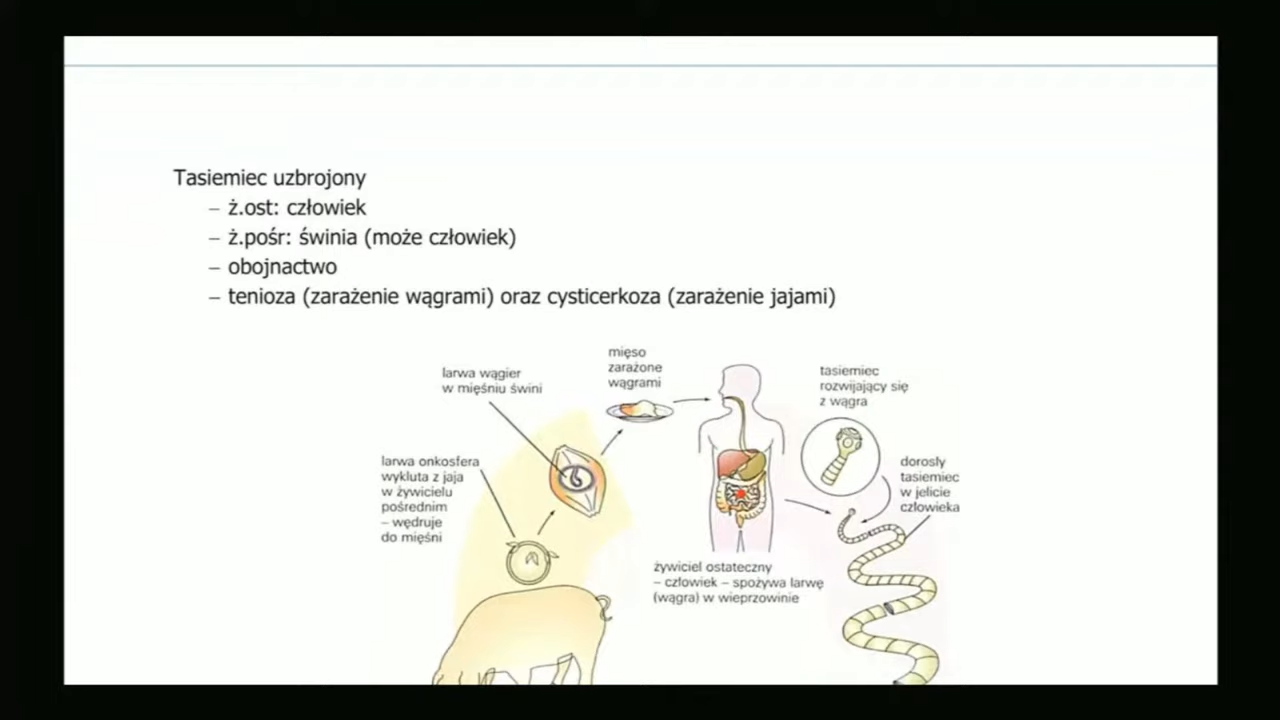 Tasiemiec uzbrojony
– ż.ost: człowiek
– ż.pośr: świnia (może człowiek)
– obojnactwo
– tenioza (zarażenie wągrami) oraz cysticerkoza (zarażenie jajami)
larwa wągier
w mięśniu świni
mięso
zarażone
wągrami
tasiemiec
rozwijający się
z wągra
larwa onkosfera
wykluta z jaja
w żywicielu
pośrednim
– wędruje
do mięśni
dorosły
tasiemiec
w jelicie
człowieka
żywiciel ostateczny
– człowiek – spożywa larwę
(wągra) w wieprzowinie